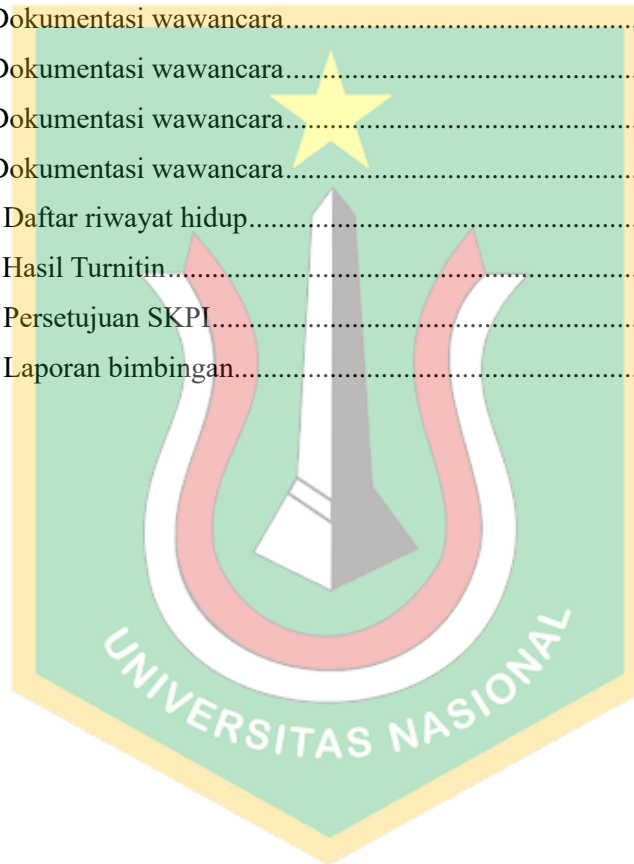 Dokumentasi wawancara................................................
Dokumentasi wawancara................................................
Dokumentasi wawancara................................................
Dokumentasi wawancara................................................
Daftar riwayat hidup......................................................
Hasil Turnitin..................................................................
Persetujuan SKPI............................................................
Laporan bimbingan.........................................................
UNIVERSITAS NASIONAL